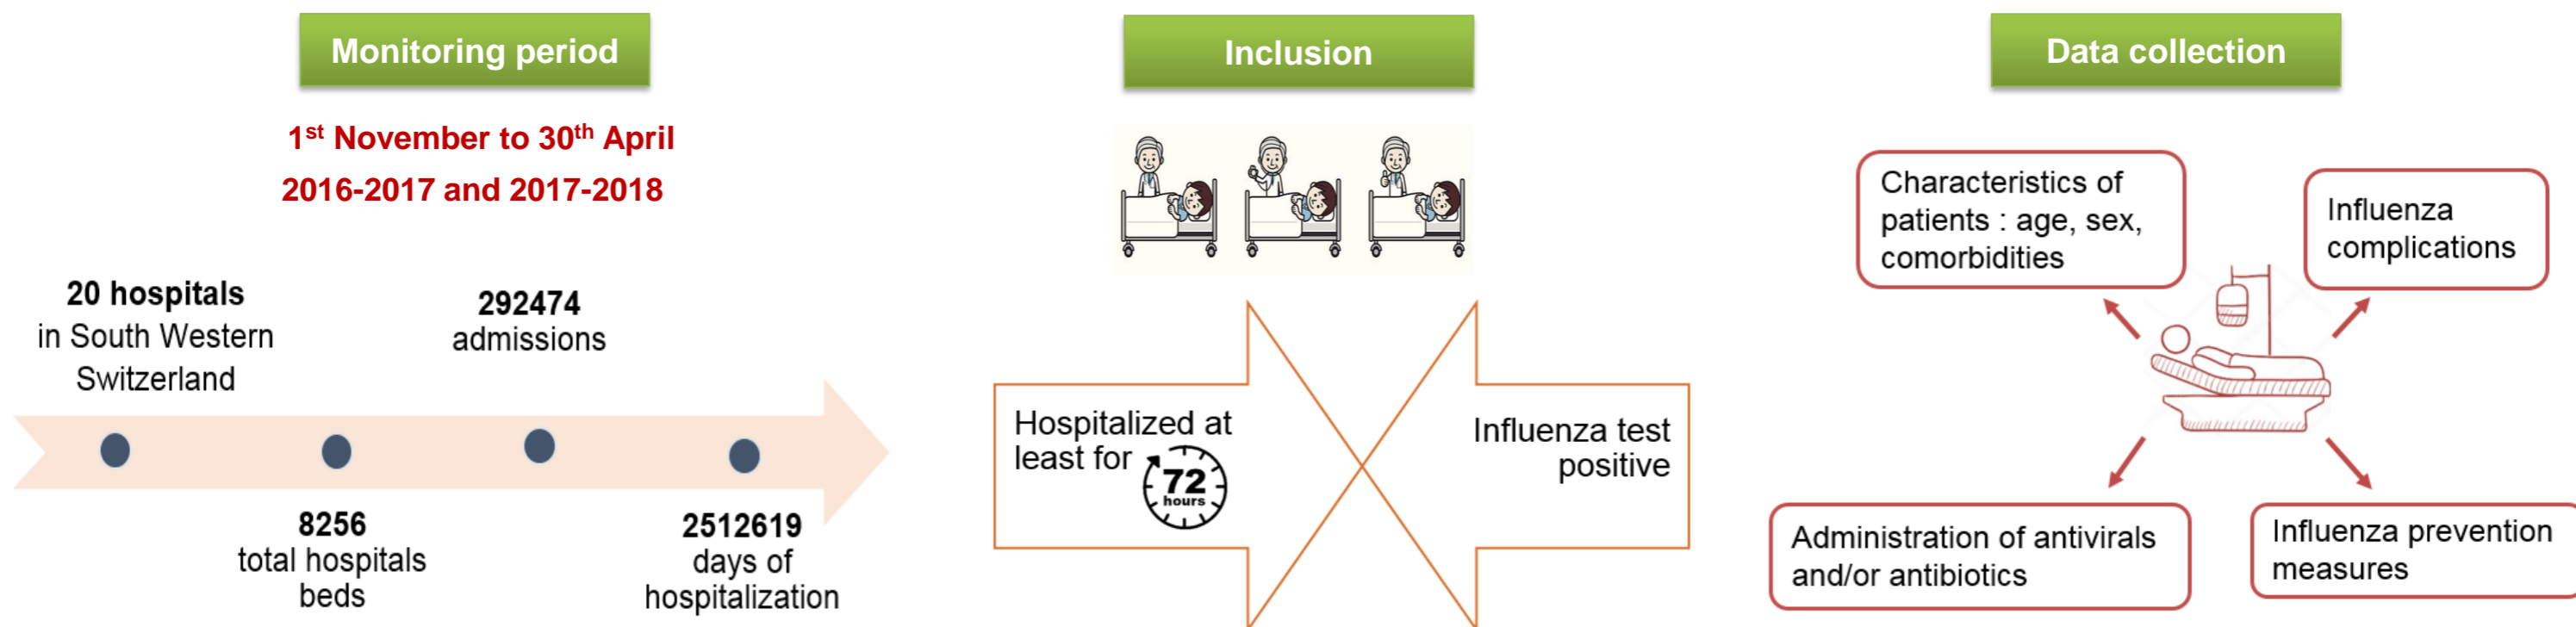 Monitoring period
1st November to 30th April
2016-2017 and 2017-2018
20 hospitals
in South Western
Switzerland
292474
admissions
8256
total hospitals
beds
2512619
days of
hospitalization
Inclusion
Hospitalized at
least for
72
hours
Influenza test
positive
Data collection
Characteristics of
patients : age, sex,
comorbidities
Influenza
complications
Administration of antivirals
and/or antibiotics
Influenza prevention
measures